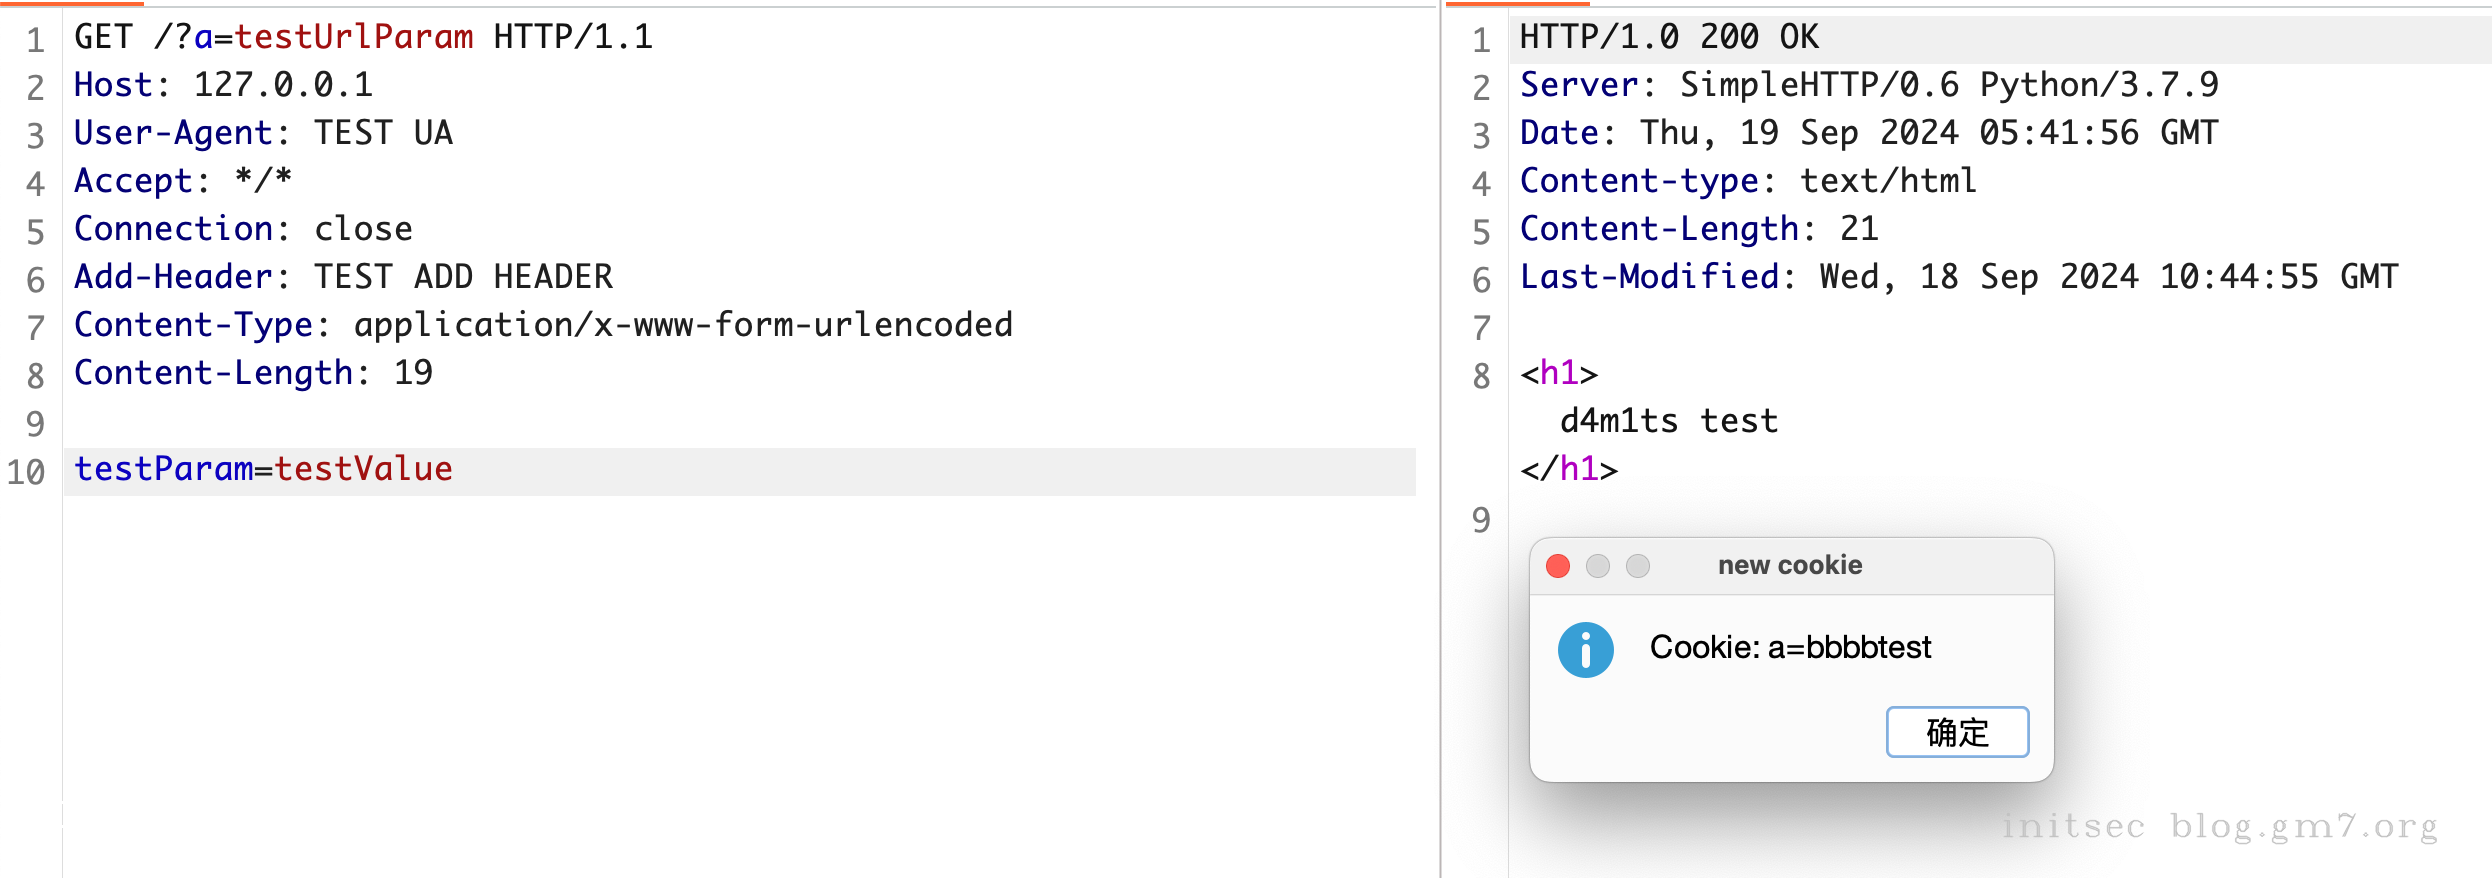 1 GET /?a=testUrlParam HTTP/1.1
2 Host: 127.0.0.1
3 User-Agent: TEST UA
4 Accept: */*
5 Connection: close
6 Add-Header: TEST ADD HEADER
7 Content-Type: application/x-www-form-urlencoded
8 Content-Length: 19
9
10 testParam=testValue
1 HTTP/1.0 200 OK
2 Server: SimpleHTTP/0.6 Python/3.7.9
3 Date: Thu, 19 Sep 2024 05:41:56 GMT
4 Content-type: text/html
5 Content-Length: 21
6 Last-Modified: Wed, 18 Sep 2024 10:44:55 GMT
7
8 <h1>
d4m1ts test
</h1>
9
new cookie
Cookie: a=bbbbtest
确定
initsec blog.gm7.org